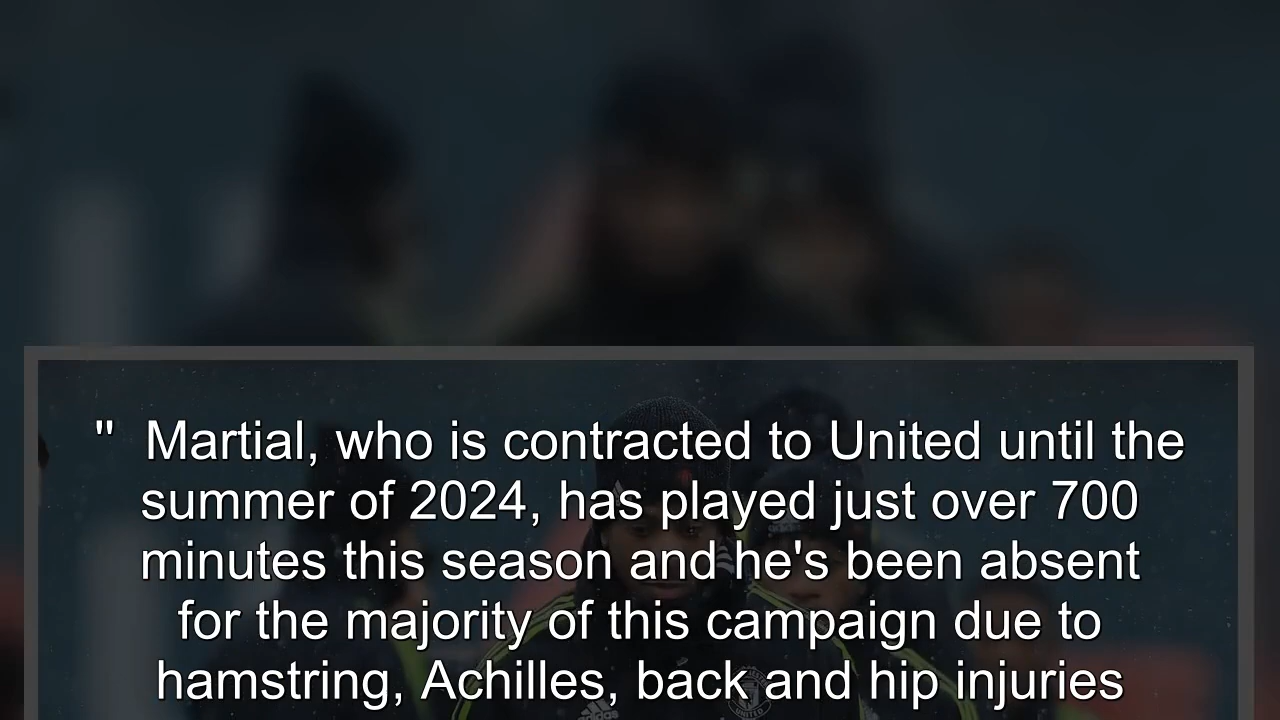 "  Martial, who is contracted to United until the
summer of 2024, has played just over 700
minutes this season and he's been absent
for the majority of this campaign due to
hamstring, Achilles, back and hip injuries